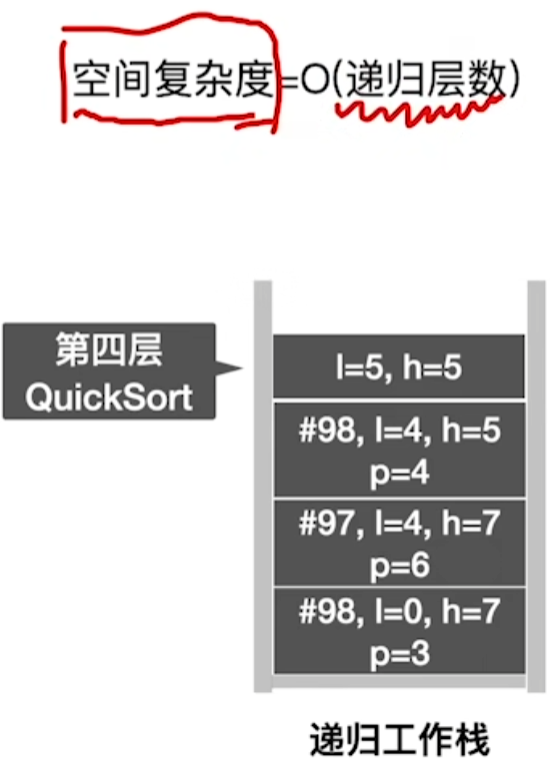 空间复杂度=O(递归层数)
第四层
QuickSort
l=5, h=5
#98, l=4, h=5
p=4
#97, l=4, h=7
p=6
#98, l=0, h=7
p=3
递归工作栈